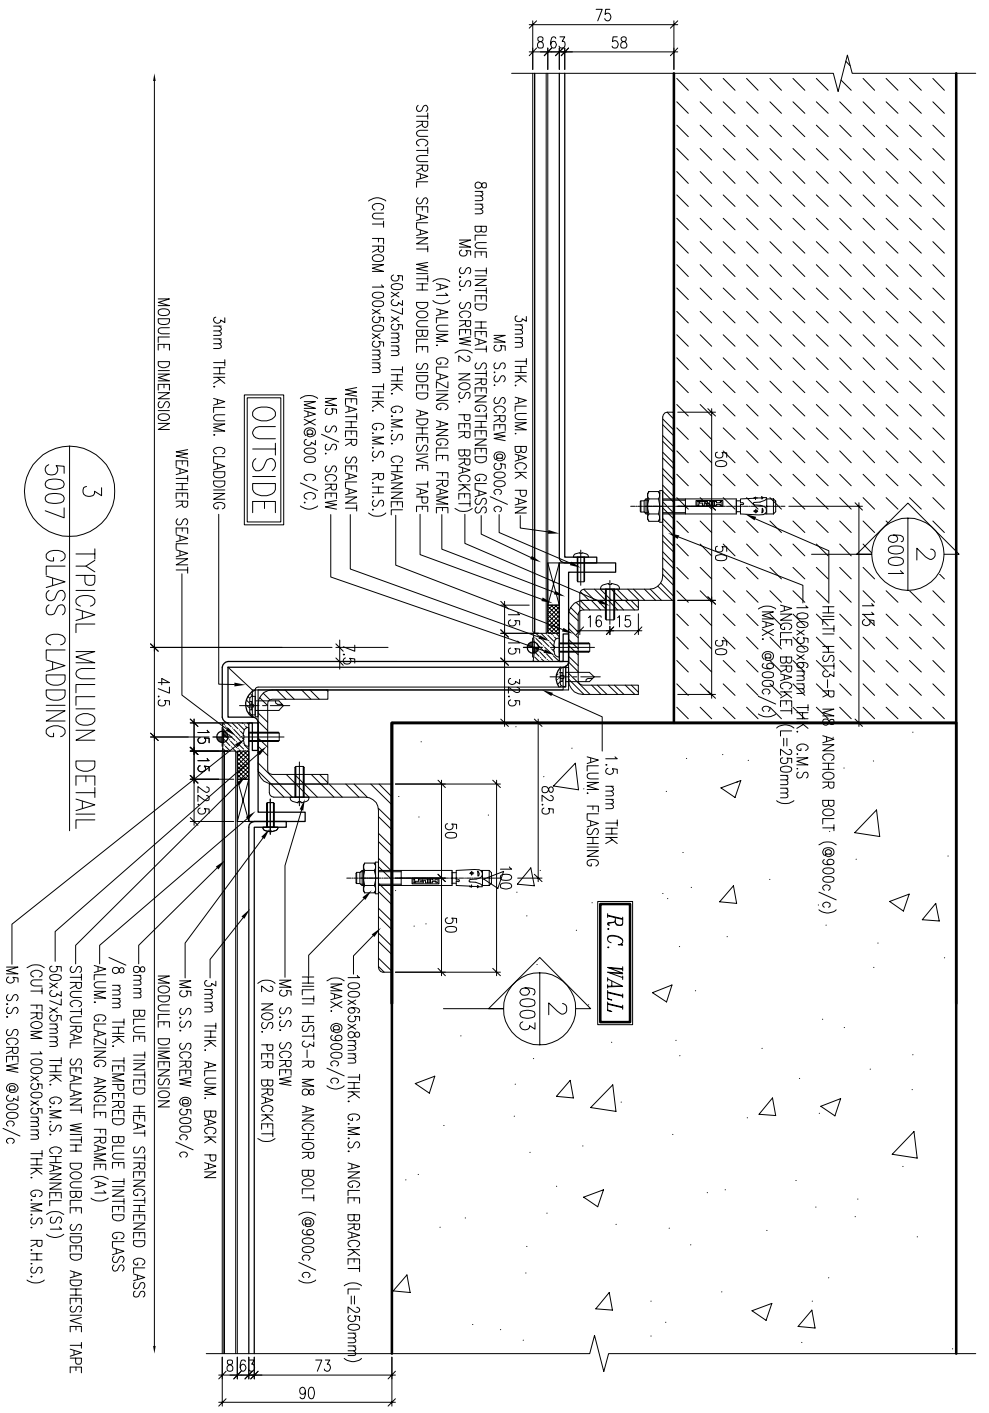 75
8 6 3 58
3mm THK. ALUM. BACK PAN
M5 S.S. SCREW @500c/c
8mm BLUE TINTED HEAT STRENGTHENED GLASS
M5 S.S. SCREW(2 NOS. PER BRACKET)
(A1)ALUM. GLAZING ANGLE FRAME
STRUCTURAL SEALANT WITH DOUBLE SIDED ADHESIVE TAPE
50x37x5mm THK. G.M.S. CHANNEL
(CUT FROM 100x50x5mm THK. G.M.S. R.H.S.)
WEATHER SEALANT
M5 S/S. SCREW
(MAX@300 C/C.)
OUTSIDE
3mm THK. ALUM. CLADDING
WEATHER SEALANT
MODULE DIMENSION
50
50
50
115
2
6001
HILTI HST3-R M8 ANCHOR BOLT (@900c/c)
100x50x6mm THK. G.M.S
ANGLE BRACKET (L=250mm)
(MAX. @900c/c)
16 15
15
15
32.5
7.5
47.5
15
15
22.5
1.5 mm THK
ALUM. FLASHING
82.5
50
50
100
R.C. WALL
2
6003
100x65x8mm THK. G.M.S. ANGLE BRACKET (L=250mm)
(MAX. @900c/c)
HILTI HST3-R M8 ANCHOR BOLT (@900c/c)
M5 S.S. SCREW
(2 NOS. PER BRACKET)
3mm THK. ALUM. BACK PAN
M5 S.S. SCREW @500c/c
MODULE DIMENSION
8mm BLUE TINTED HEAT STRENGTHENED GLASS
/8 mm THK. TEMPERED BLUE TINTED GLASS
ALUM. GLAZING ANGLE FRAME(A1)
STRUCTURAL SEALANT WITH DOUBLE SIDED ADHESIVE TAPE
50x37x5mm THK. G.M.S. CHANNEL(S1)
(CUT FROM 100x50x5mm THK. G.M.S. R.H.S.)
M5 S.S. SCREW @300c/c
8 6 3 73
90
3
5007
TYPICAL MULLION DETAIL
GLASS CLADDING